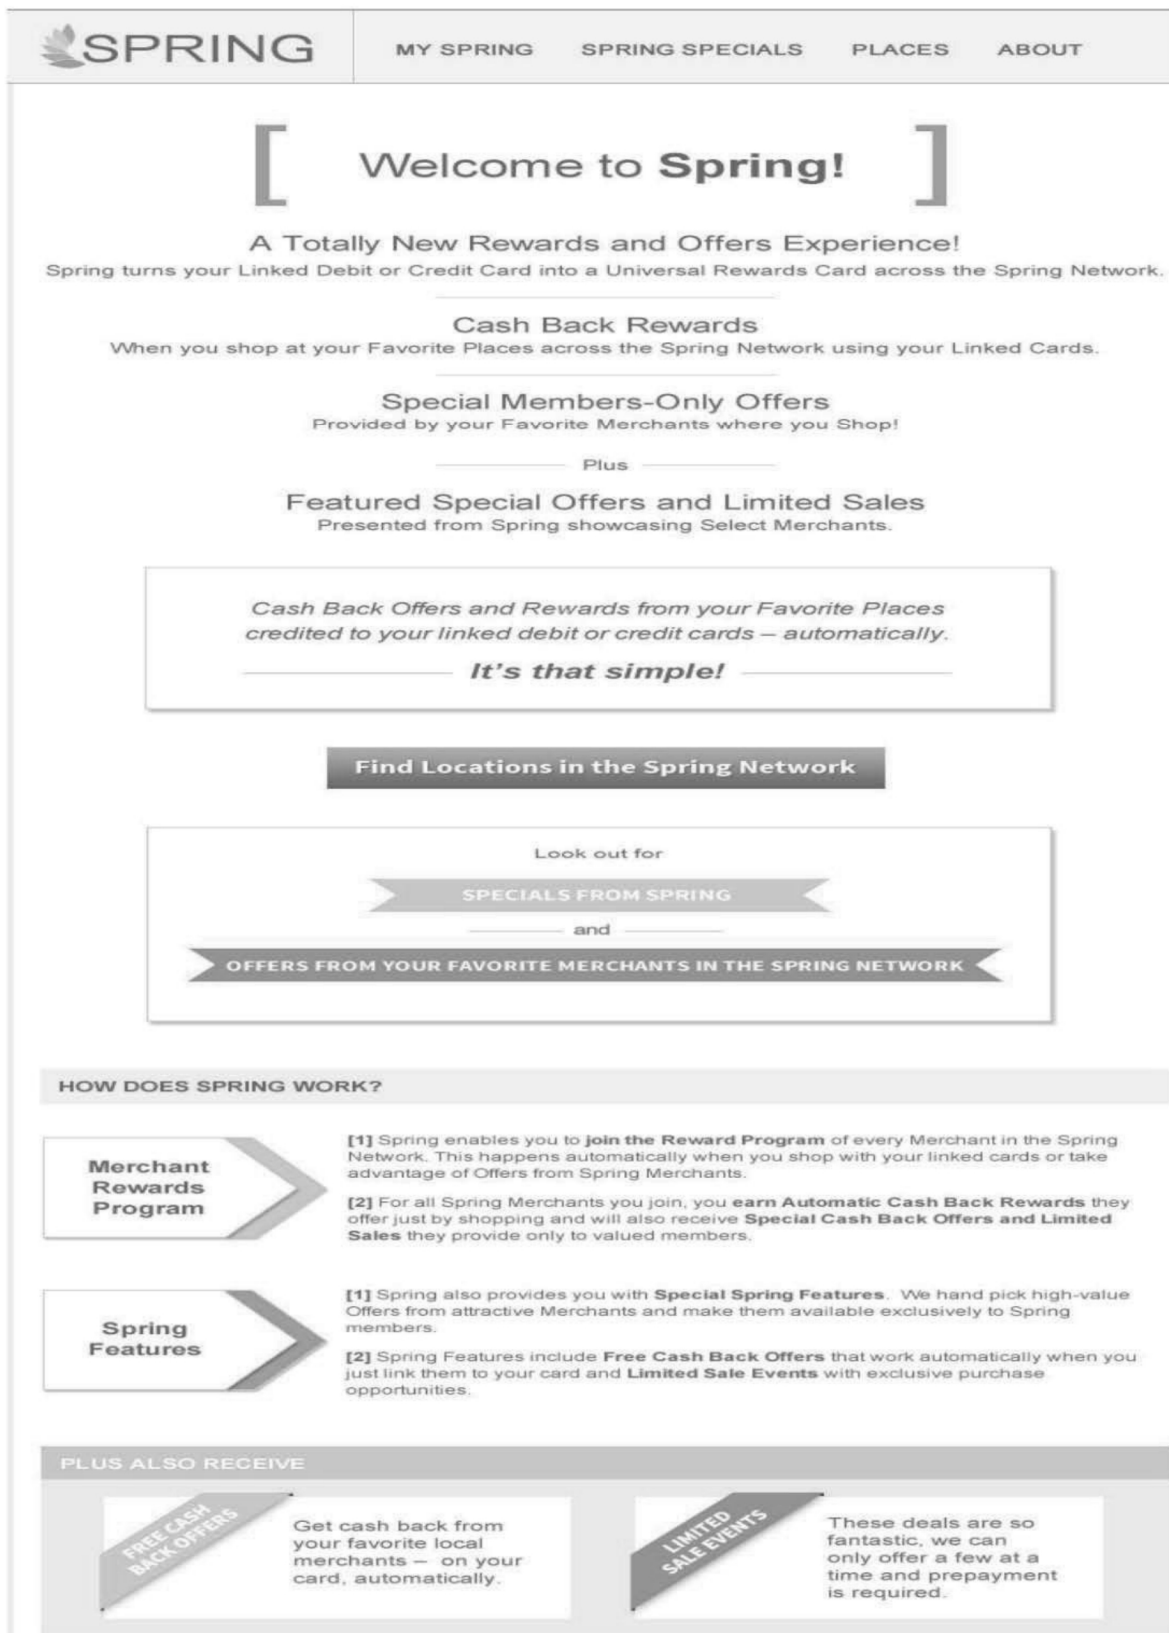 SPRING MY SPRING SPRING SPECIALS PLACES ABOUT
[ Welcome to Spring! ]
A Totally New Rewards and Offers Experience!
Spring turns your Linked Debit or Credit Card into a Universal Rewards Card across the Spring Network.
Cash Back Rewards
When you shop at your Favorite Places across the Spring Network using your Linked Cards.
Special Members-Only Offers
Provided by your Favorite Merchants where you Shop!
Plus
Featured Special Offers and Limited Sales
Presented from Spring showcasing Select Merchants.
Cash Back Offers and Rewards from your Favorite Places
credited to your linked debit or credit cards – automatically.
It's that simple!
Find Locations in the Spring Network
Look out for
SPECIALS FROM SPRING
and
OFFERS FROM YOUR FAVORITE MERCHANTS IN THE SPRING NETWORK
HOW DOES SPRING WORK?
Merchant
Rewards
Program
[1] Spring enables you to join the Reward Program of every Merchant in the Spring
Network. This happens automatically when you shop with your linked cards or take
advantage of Offers from Spring Merchants.
[2] For all Spring Merchants you join, you earn Automatic Cash Back Rewards they
offer just by shopping and will also receive Special Cash Back Offers and Limited
Sales they provide only to valued members.
Spring
Features
[1] Spring also provides you with Special Spring Features. We hand pick high-value
Offers from attractive Merchants and make them available exclusively to Spring
members.
[2] Spring Features include Free Cash Back Offers that work automatically when you
just link them to your card and Limited Sale Events with exclusive purchase
opportunities.
PLUS ALSO RECEIVE
FREE CASH
BACK OFFERS
Get cash back from
your favorite local
merchants – on your
card, automatically.
LIMITED
SALE EVENTS
These deals are so
fantastic, we can
only offer a few at a
time and prepayment
is required.